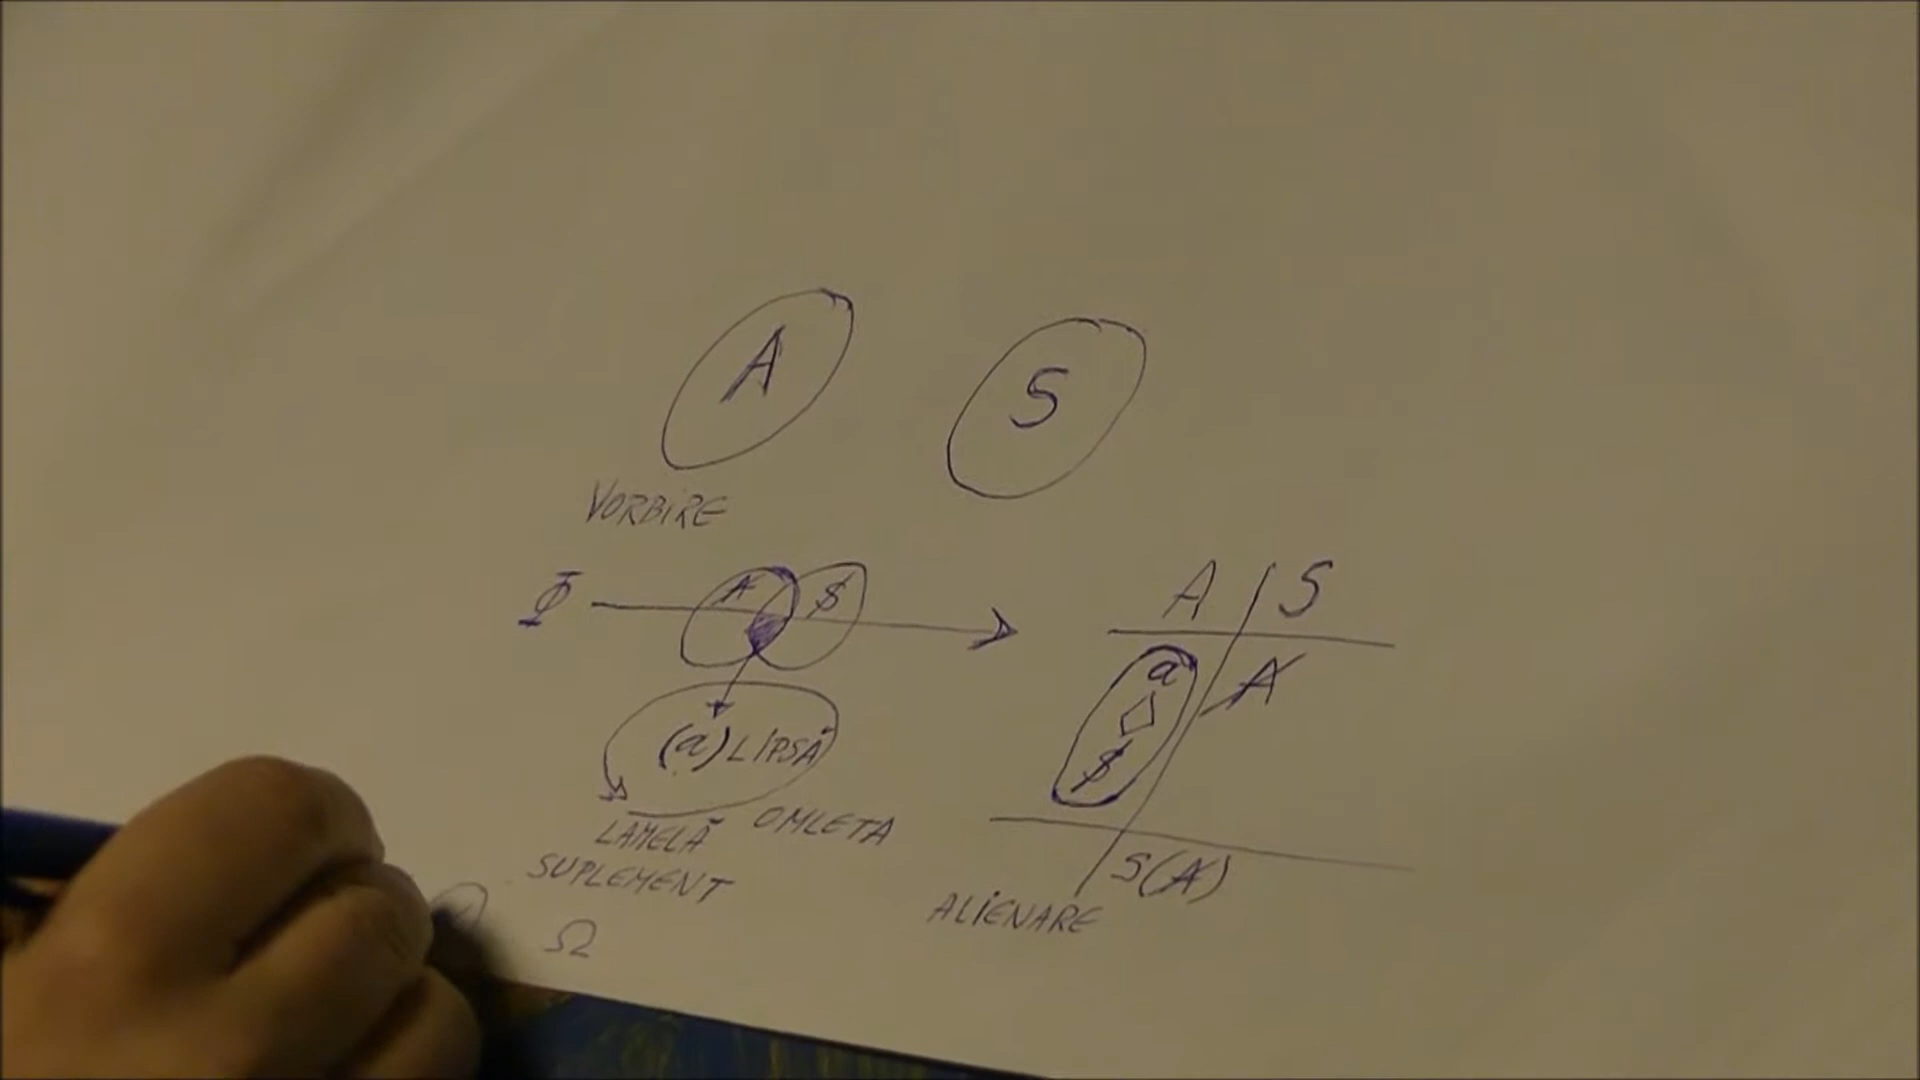 A S
VORBIRE
Φ A $
A S
a A̸
◇
$
(a) LIPSĂ
LAMELĂ OMLETA
SUPLEMENT
S(A̸)
ALIENARE
Ω